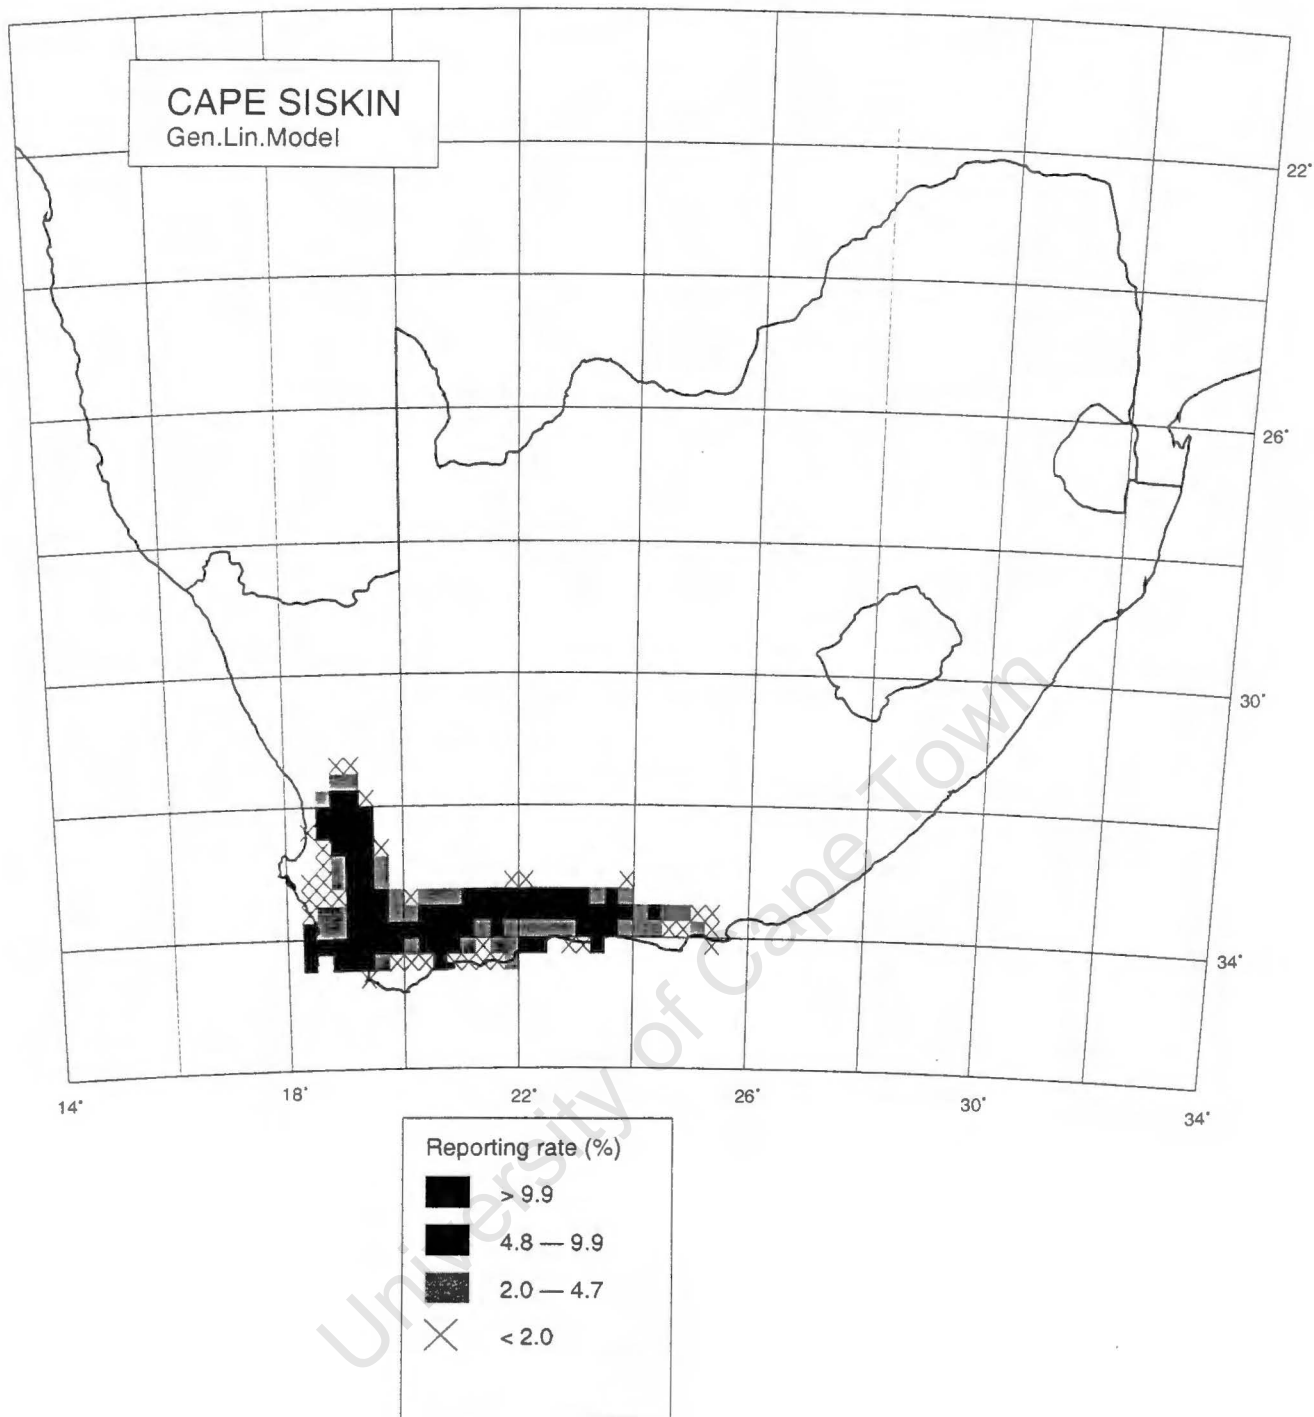 CAPE SISKIN
Gen.Lin.Model
22°
26°
30°
34°
14°
18°
22°
26°
30°
34°
Reporting rate (%)
> 9.9
4.8 — 9.9
2.0 — 4.7
< 2.0
University of Cape Town